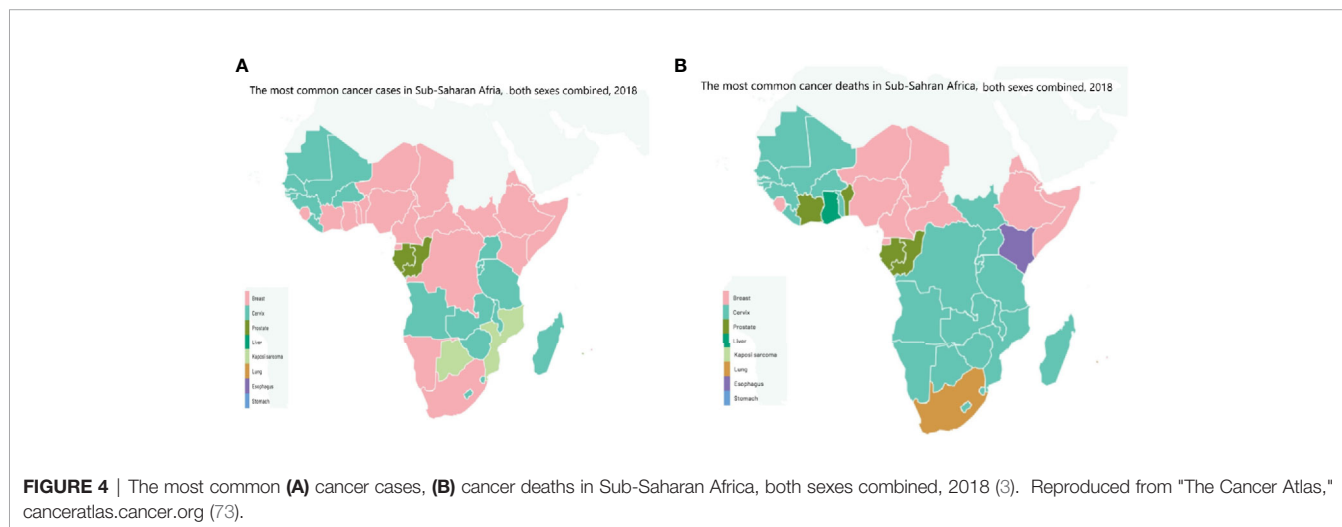 A
The most common cancer cases in Sub-Saharan Afria, both sexes combined, 2018
Breast
Cervix
Prostate
Liver
Kaposi sarcoma
Lung
Esophagus
Stomach
B
The most common cancer deaths in Sub-Sahran Africa, both sexes combined, 2018
Breast
Cervix
Prostate
Liver
Kaposi sarcoma
Lung
Esophagus
Stomach
FIGURE 4 | The most common (A) cancer cases, (B) cancer deaths in Sub-Saharan Africa, both sexes combined, 2018 (3). Reproduced from "The Cancer Atlas,"
canceratlas.cancer.org (73).